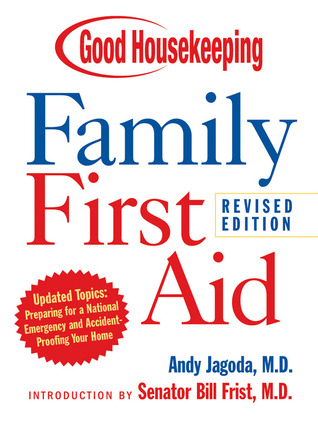 Good Housekeeping
Family
First
REVISED
EDITION
Aid
Updated Topics:
Preparing for a National
Emergency and Accident-
Proofing Your Home
Andy Jagoda, M.D.
INTRODUCTION BY Senator Bill Frist, M.D.